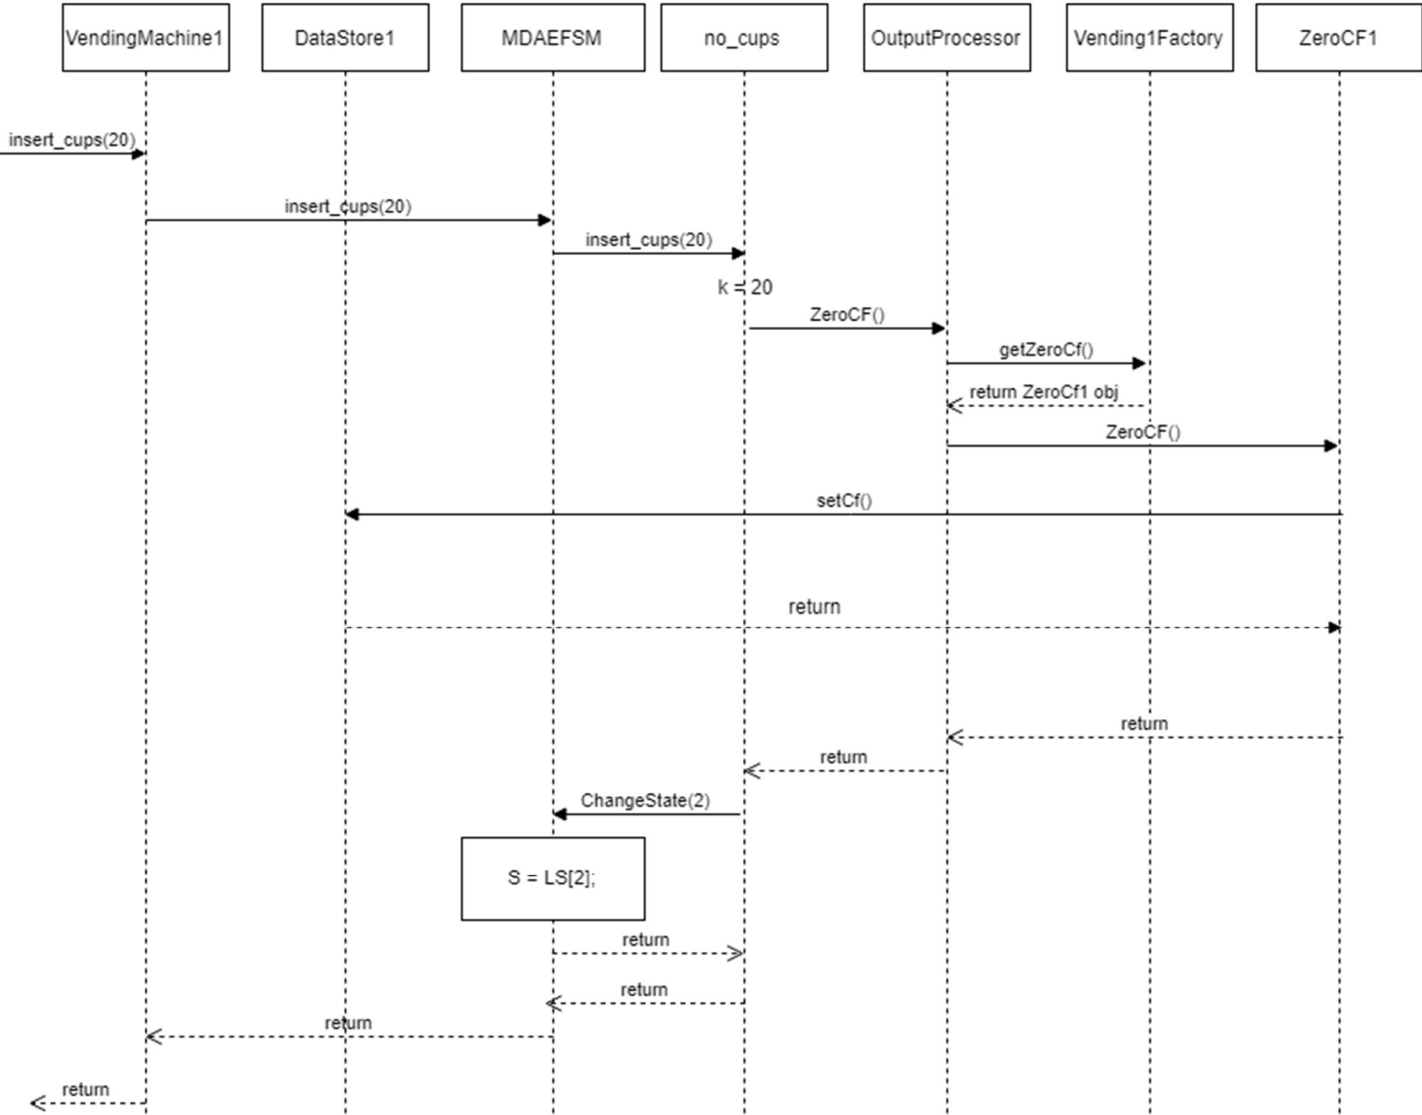 VendingMachine1
DataStore1
MDAEFSM
no_cups
OutputProcessor
Vending1Factory
ZeroCF1
insert_cups(20)
insert_cups(20)
insert_cups(20)
k = 20
ZeroCF()
getZeroCf()
return ZeroCf1 obj
ZeroCF()
setCf()
return
return
return
ChangeState(2)
S = LS[2];
return
return
return
return